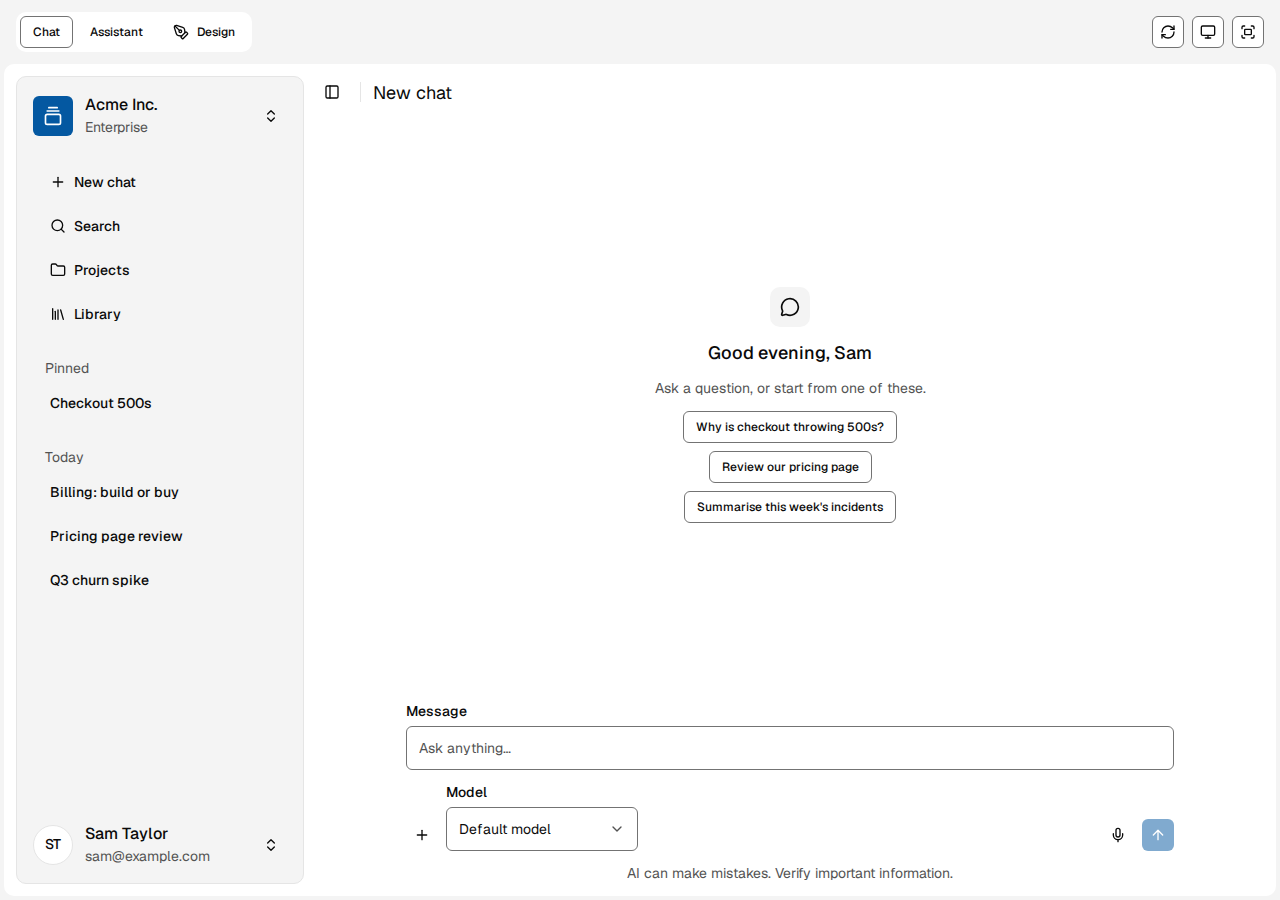 Chat
Assistant
Design
Acme Inc.
Enterprise
New chat
Search
Projects
Library
Pinned
Checkout 500s
Today
Billing: build or buy
Pricing page review
Q3 churn spike
ST
Sam Taylor
sam@example.com
New chat
Good evening, Sam
Ask a question, or start from one of these.
Why is checkout throwing 500s?
Review our pricing page
Summarise this week's incidents
Message
Ask anything…
Model
Default model
AI can make mistakes. Verify important information.